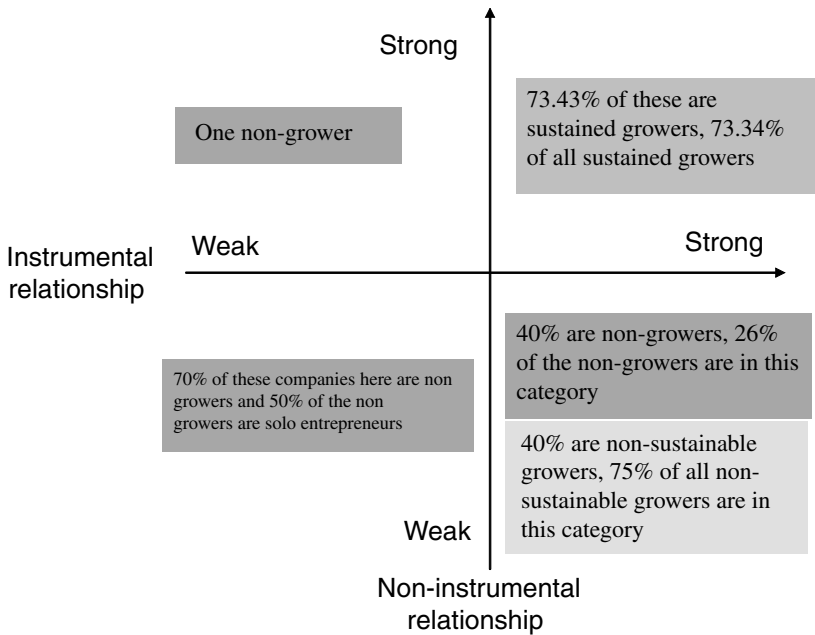 Strong
One non-grower
73.43% of these are
sustained growers, 73.34%
of all sustained growers
Instrumental
relationship
Weak
Strong
70% of these companies here are non
growers and 50% of the non
growers are solo entrepreneurs
40% are non-growers, 26%
of the non-growers are in this
category
40% are non-sustainable
growers, 75% of all non-
sustainable growers are in
this category
Weak
Non-instrumental
relationship